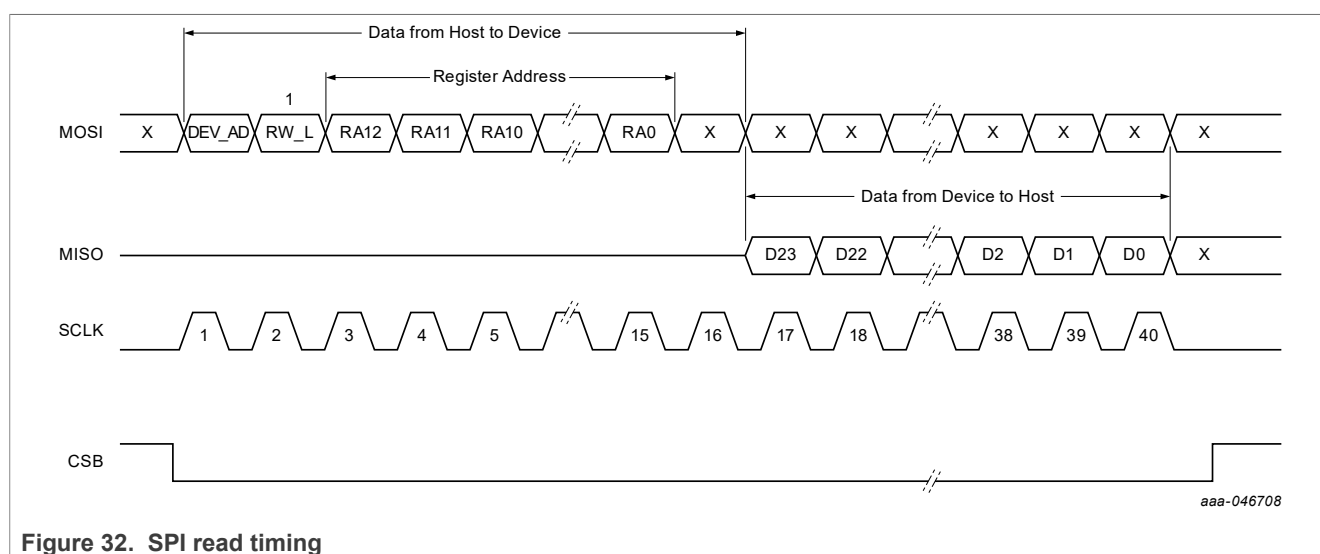 Data from Host to Device
Register Address
1
MOSI X DEV_AD RW_L RA12 RA11 RA10 RA0 X X X X X X X
Data from Device to Host
MISO D23 D22 D2 D1 D0 X
SCLK 1 2 3 4 5 15 16 17 18 38 39 40
CSB
aaa-046708
Figure 32. SPI read timing